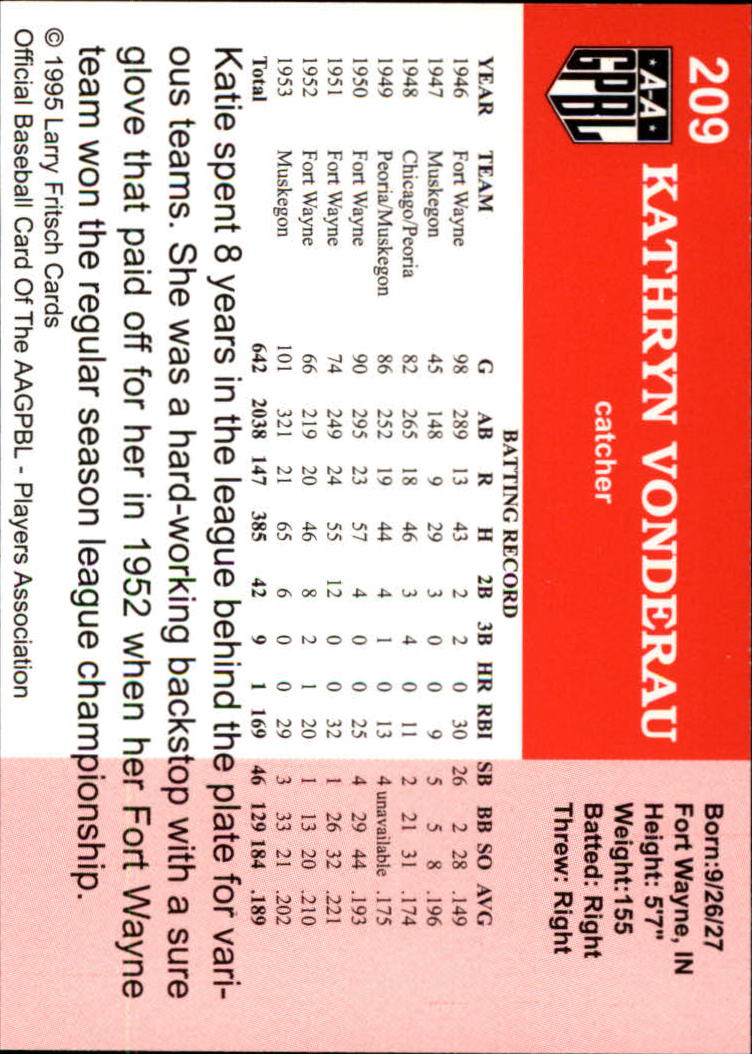 209
A-A
GPBL
KATHRYN VONDERAU
catcher
Born:9/26/27
Fort Wayne, IN
Height: 5'7"
Weight:155
Batted: Right
Threw: Right
BATTING RECORD
YEAR TEAM G AB R H 2B 3B HR RBI SB BB SO AVG
1946 Fort Wayne 98 289 13 43 2 2 0 30 26 2 28 .149
1947 Muskegon 45 148 9 29 3 0 0 9 5 5 8 .196
1948 Chicago/Peoria 82 265 18 46 3 4 0 11 2 21 31 .174
1949 Peoria/Muskegon 86 252 19 44 4 1 0 13 4 unavailable .175
1950 Fort Wayne 90 295 23 57 4 0 0 25 4 29 44 .193
1951 Fort Wayne 74 249 24 55 12 0 0 32 1 26 32 .221
1952 Fort Wayne 66 219 20 46 8 2 1 20 1 13 20 .210
1953 Muskegon 101 321 21 65 6 0 0 29 3 33 21 .202
Total 642 2038 147 385 42 9 1 169 46 129 184 .189
Katie spent 8 years in the league behind the plate for vari-
ous teams. She was a hard-working backstop with a sure
glove that paid off for her in 1952 when her Fort Wayne
team won the regular season league championship.
© 1995 Larry Fritsch Cards
Official Baseball Card Of The AAGPBL - Players Association